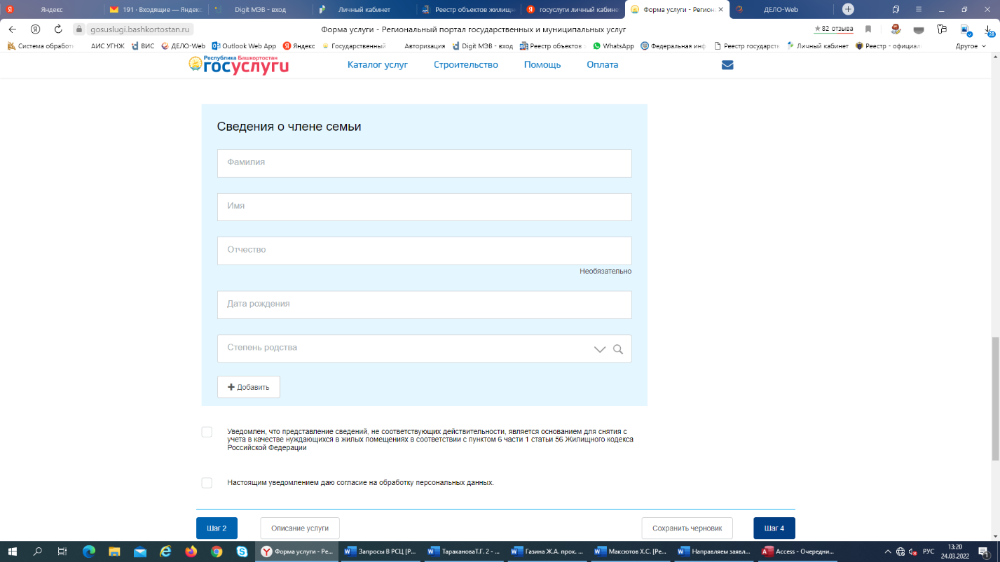 Яндекс
191 · Входящие — Яндекс
Digit МЭВ - вход
Личный кабинет
Реестр объектов жилищн
госуслуги личный кабине
Форма услуги - Регион
ДЕЛО-Web
gosuslugi.bashkortostan.ru
Форма услуги - Региональный портал государственных и муниципальных услуг
★ 82 отзыва
28
Система обработ
АИС УГНЖ
ВИС
ДЕЛО-Web
Outlook Web App
Яндекс
Государственный
Авторизация
Digit МЭВ - вход
Реестр объектов
WhatsApp
Федеральная инф
Реестр государств
Личный кабинет
Реестр - официал
Другое
Республика Башкортостан
госуслуги
Каталог услуг
Строительство
Помощь
Оплата
Сведения о члене семьи
Фамилия
Имя
Отчество
Необязательно
Дата рождения
Степень родства
+ Добавить
Уведомлен, что представление сведений, не соответствующих действительности, является основанием для снятия с
учета в качестве нуждающихся в жилых помещениях в соответствии с пунктом 6 части 1 статьи 56 Жилищного кодекса
Российской Федерации
Настоящим уведомлением даю согласие на обработку персональных данных.
Шаг 2
Описание услуги
Сохранить черновик
Шаг 4
Форма услуги - Ре...
Запросы В РСЦ [Р...
ТаракановаТ.Г. 2 - ...
Газина Ж.А. прок. ...
Максютов Х.С. [Ре...
Направляем заявл...
Access - Очередни...
РУС
13:20
24.03.2022
1